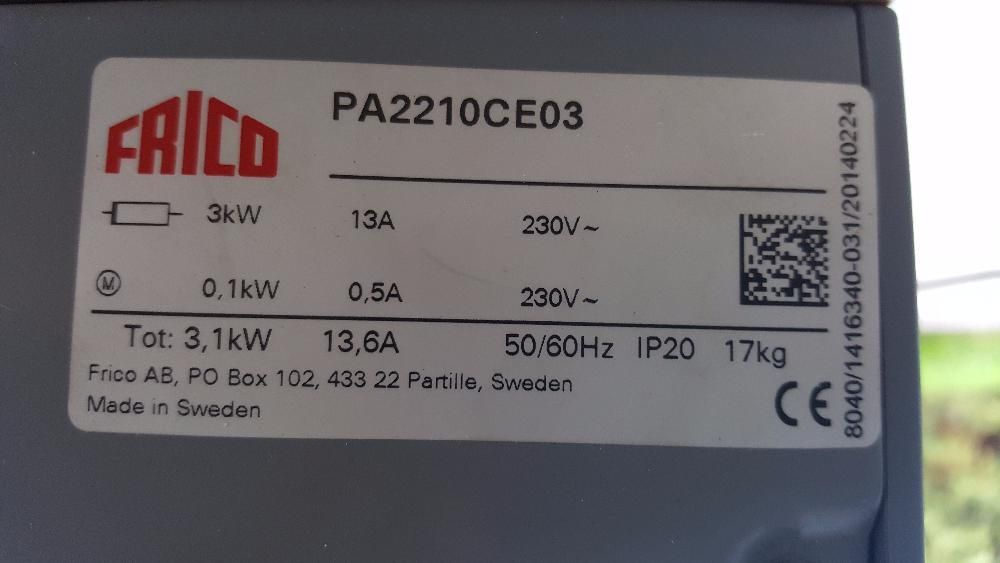 FRICO
PA2210CE03
3kW 13A 230V~
M 0,1kW 0,5A 230V~
Tot: 3,1kW 13,6A 50/60Hz IP20 17kg
Frico AB, PO Box 102, 433 22 Partille, Sweden
Made in Sweden
CE
8040/1416340-031/20140224